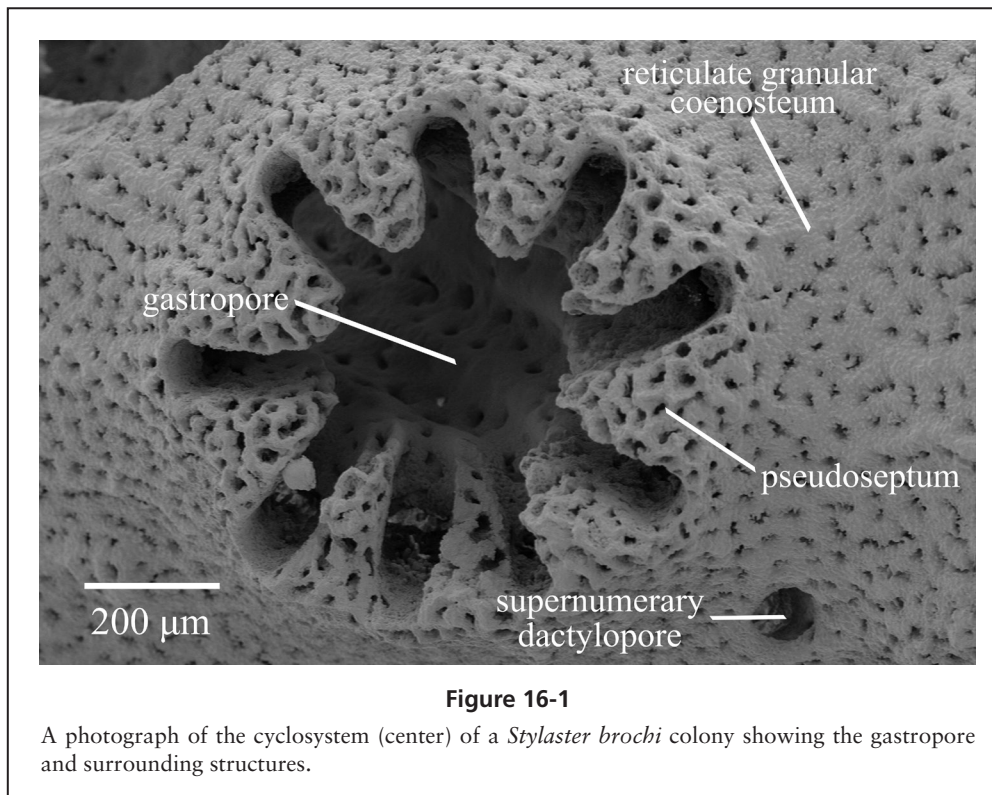 reticulate granular
coenosteum
gastropore
pseudoseptum
200 μm
supernumerary
dactylopore
Figure 16-1
A photograph of the cyclosystem (center) of a Stylaster brochi colony showing the gastropore
and surrounding structures.